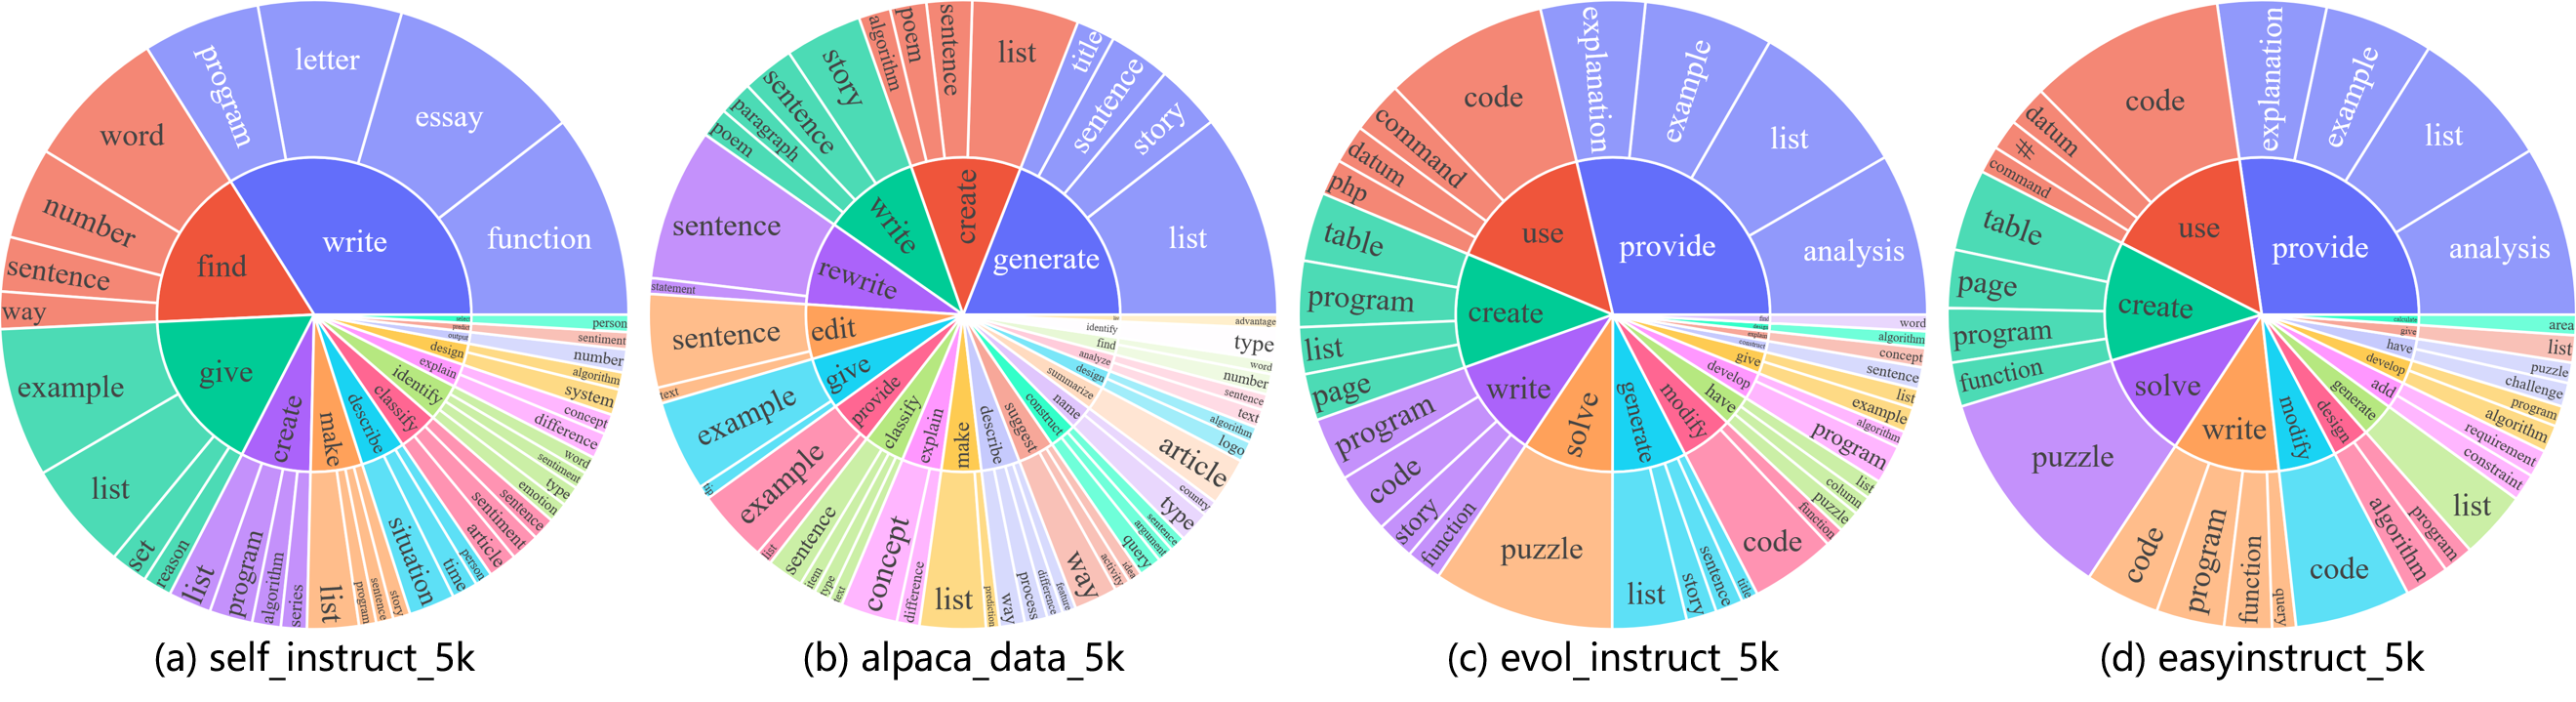 write
function
essay
letter
program
find
word
number
sentence
way
give
example
list
set
reason
create
list
program
algorithm
series
make
list
program
sentence
story
describe
situation
time
person
classify
article
sentiment
sentence
identify
emotion
type
sentiment
word
explain
difference
concept
design
system
algorithm
output
number
predict
sentiment
select
person
(a) self_instruct_5k
generate
list
story
sentence
title
create
list
sentence
poem
algorithm
write
story
sentence
paragraph
poem
rewrite
sentence
statement
edit
sentence
text
give
example
tip
provide
example
list
classify
sentence
item
type
text
explain
concept
difference
make
list
prediction
describe
way
process
difference
feature
suggest
way
activity
idea
construct
query
argument
sentence
name
type
country
summarize
article
design
logo
algorithm
analyze
text
sentence
find
number
word
identify
type
advantage
(b) alpaca_data_5k
provide
analysis
list
example
explanation
use
code
command
datum
php
create
table
program
list
page
write
program
code
story
function
solve
puzzle
generate
list
story
sentence
title
modify
code
have
function
puzzle
column
list
develop
program
algorithm
give
example
list
construct
sentence
explain
concept
design
algorithm
find
word
(c) evol_instruct_5k
provide
analysis
list
example
explanation
use
code
datum
#
command
create
table
page
program
function
solve
puzzle
write
code
program
function
query
modify
code
design
algorithm
program
generate
list
add
constraint
requirement
develop
algorithm
program
have
challenge
puzzle
give
list
calculate
area
(d) easyinstruct_5k